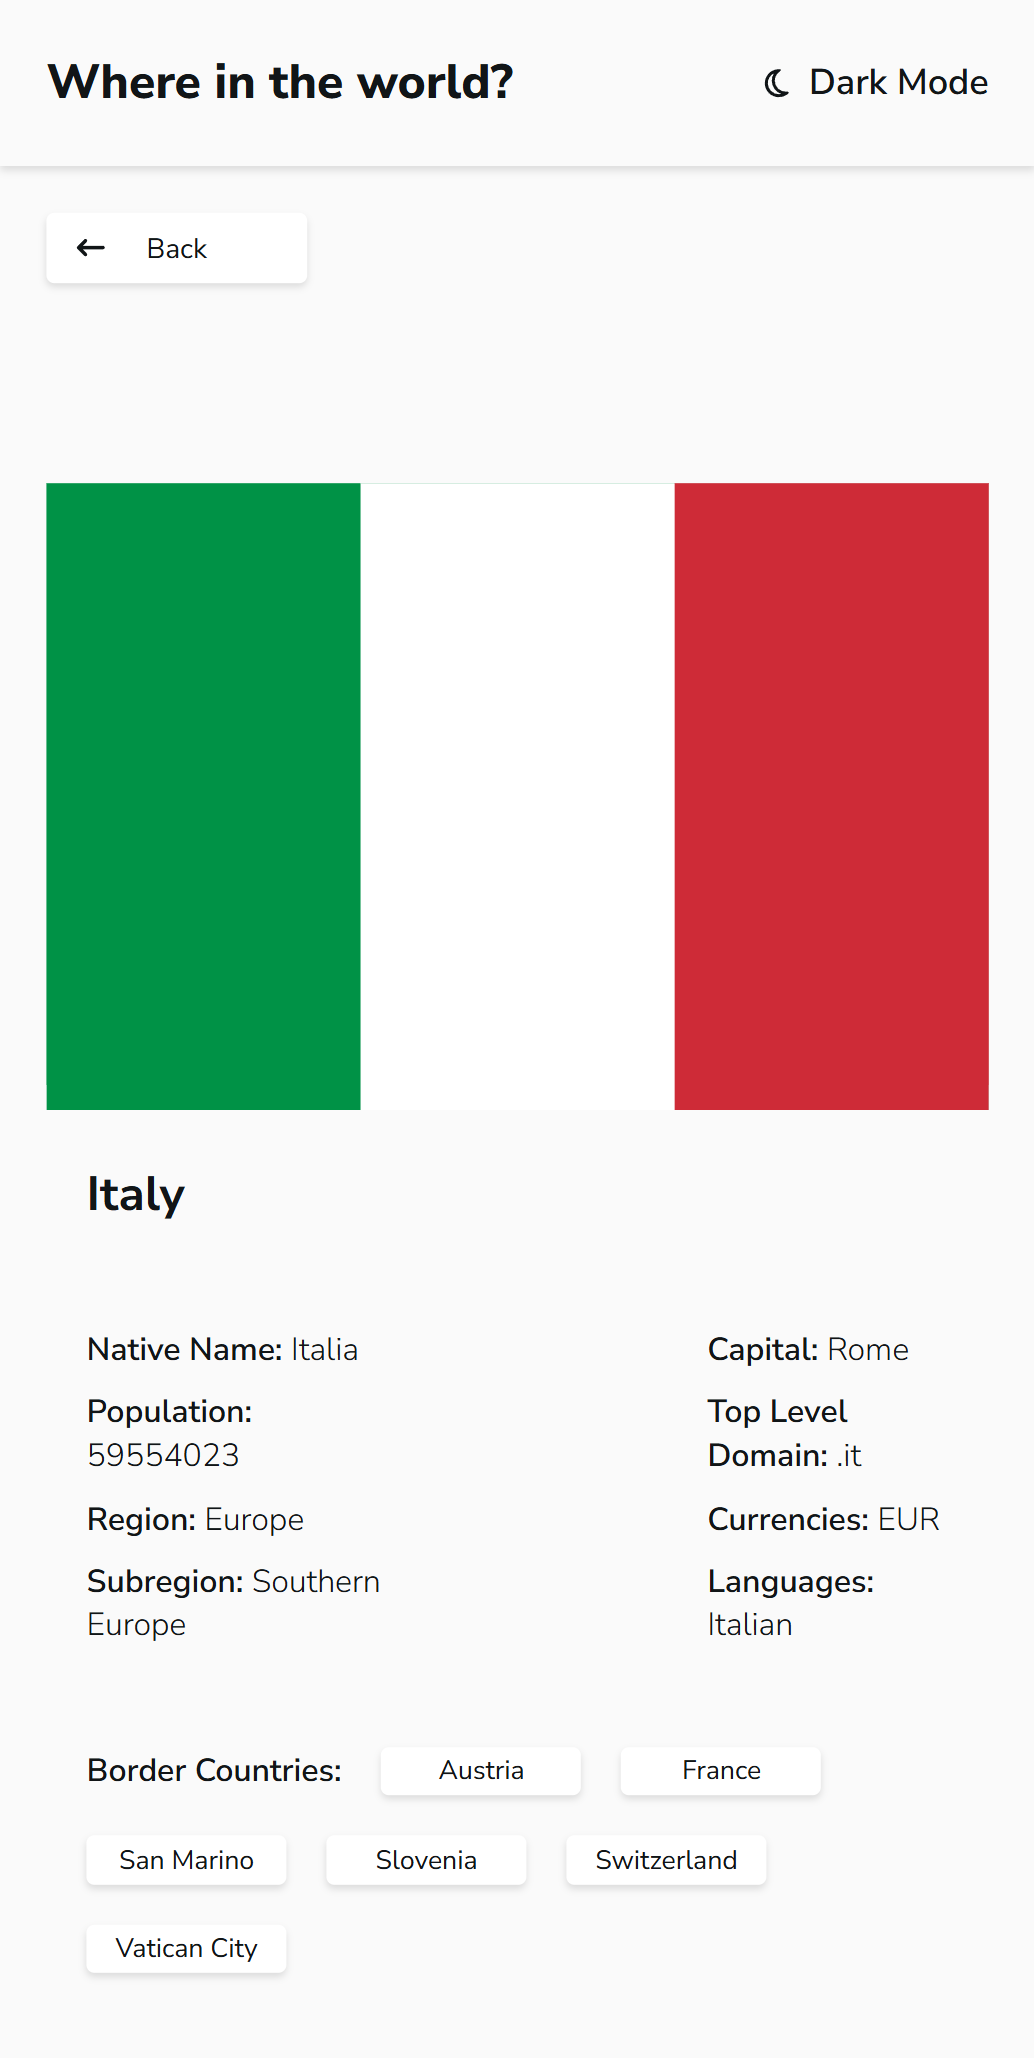 Where in the world?
Dark Mode
Back
Italy
Native Name: Italia
Population:
59554023
Region: Europe
Subregion: Southern
Europe
Capital: Rome
Top Level
Domain: .it
Currencies: EUR
Languages:
Italian
Border Countries:
Austria
France
San Marino
Slovenia
Switzerland
Vatican City